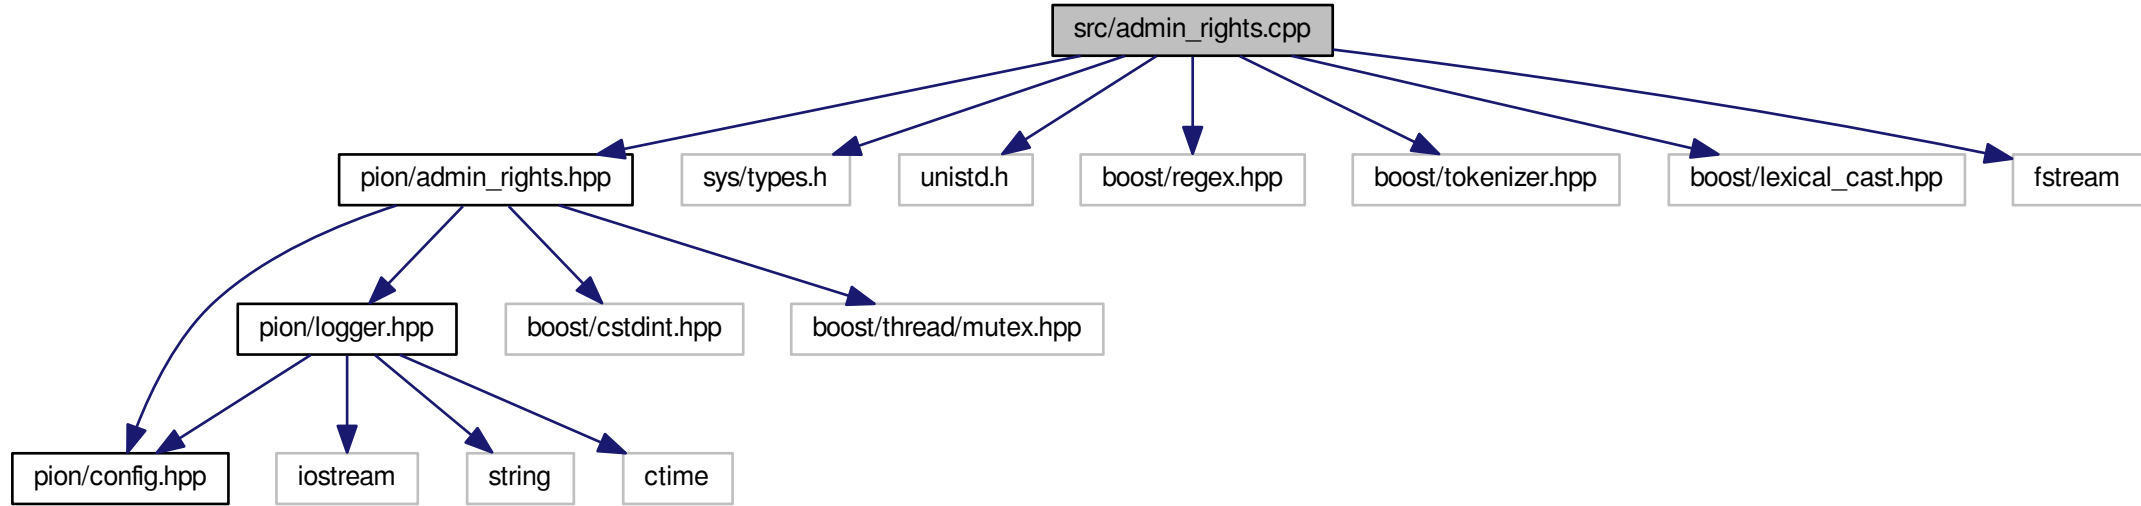 src/admin_rights.cpp
pion/admin_rights.hpp
sys/types.h
unistd.h
boost/regex.hpp
boost/tokenizer.hpp
boost/lexical_cast.hpp
fstream
pion/logger.hpp
boost/cstdint.hpp
boost/thread/mutex.hpp
pion/config.hpp
iostream
string
ctime